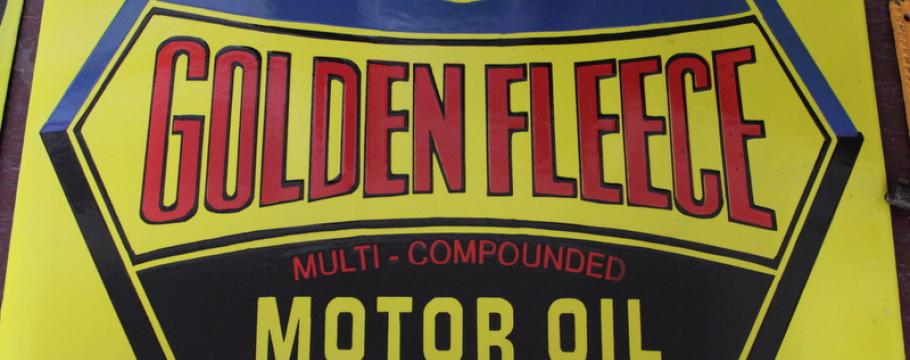 GOLDEN FLEECE
MULTI - COMPOUNDED
MOTOR OIL